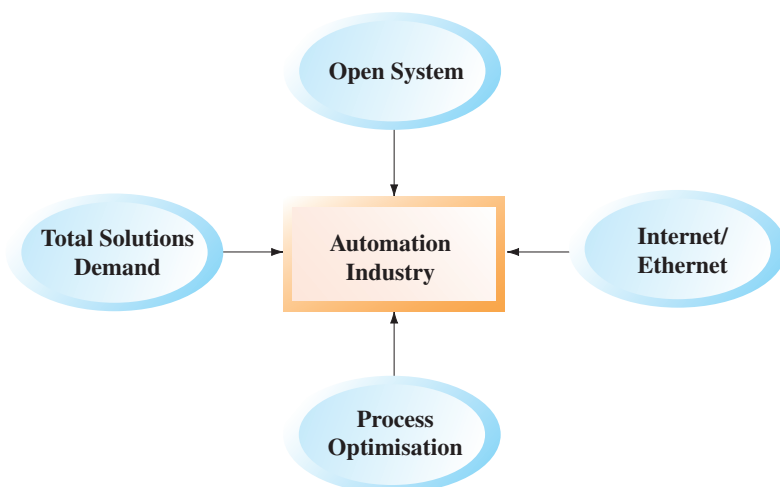 Open System
Total Solutions
Demand
Automation
Industry
Internet/
Ethernet
Process
Optimisation